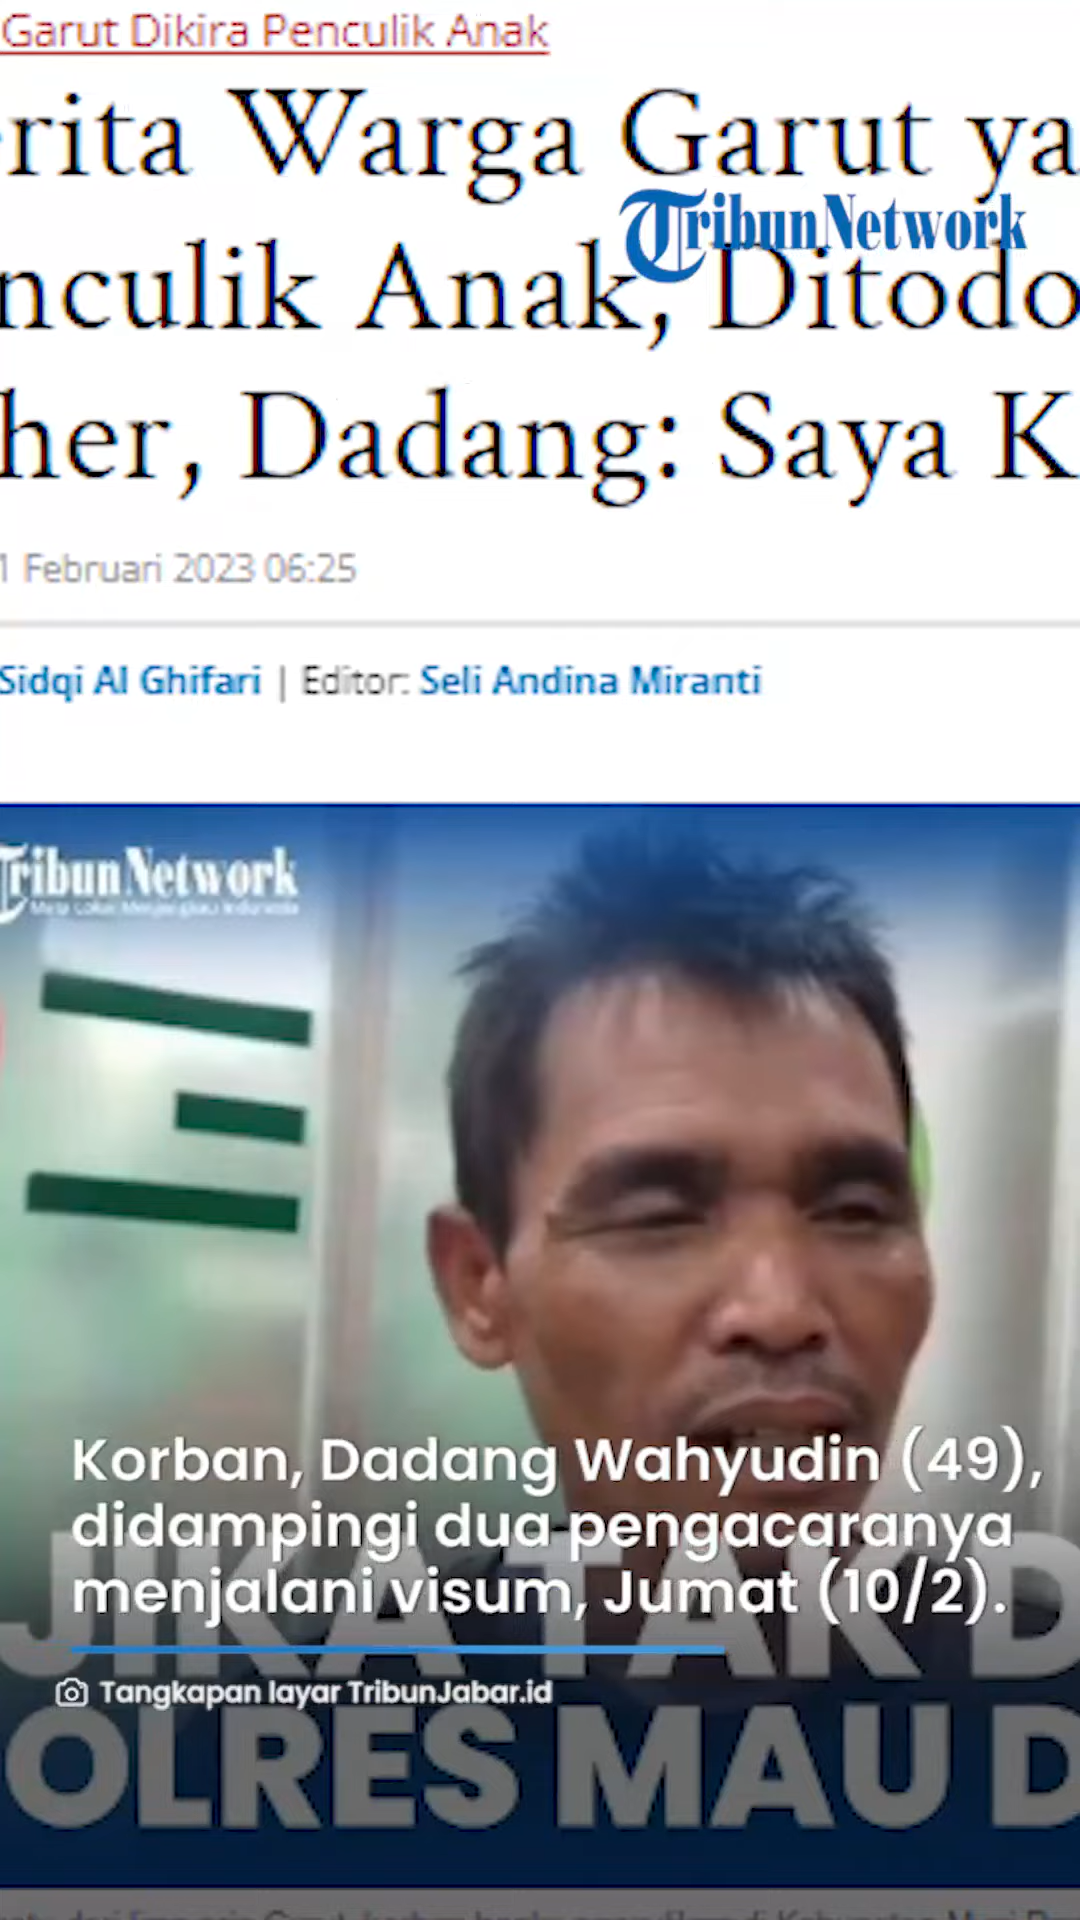 Garut Dikira Penculik Anak
rita Warga Garut ya
TribunNetwork
nculik Anak, Ditodo
her, Dadang: Saya K
1 Februari 2023 06:25
Sidqi Al Ghifari | Editor: Seli Andina Miranti
TribunNetwork
Korban, Dadang Wahyudin (49),
didampingi dua pengacaranya
JIKA TAK D
menjalani visum, Jumat (10/2).
Tangkapan layar TribunJabar.id
OLRES MAU D